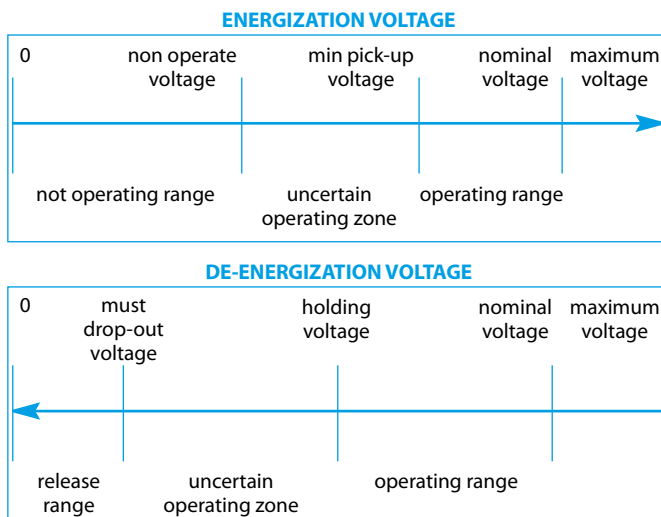 ENERGIZATION VOLTAGE
0 non operate min pick-up nominal maximum
voltage voltage voltage voltage
not operating range uncertain operating range
operating zone
DE-ENERGIZATION VOLTAGE
0 must holding nominal maximum
drop-out voltage voltage voltage
voltage
release uncertain operating range
range operating zone